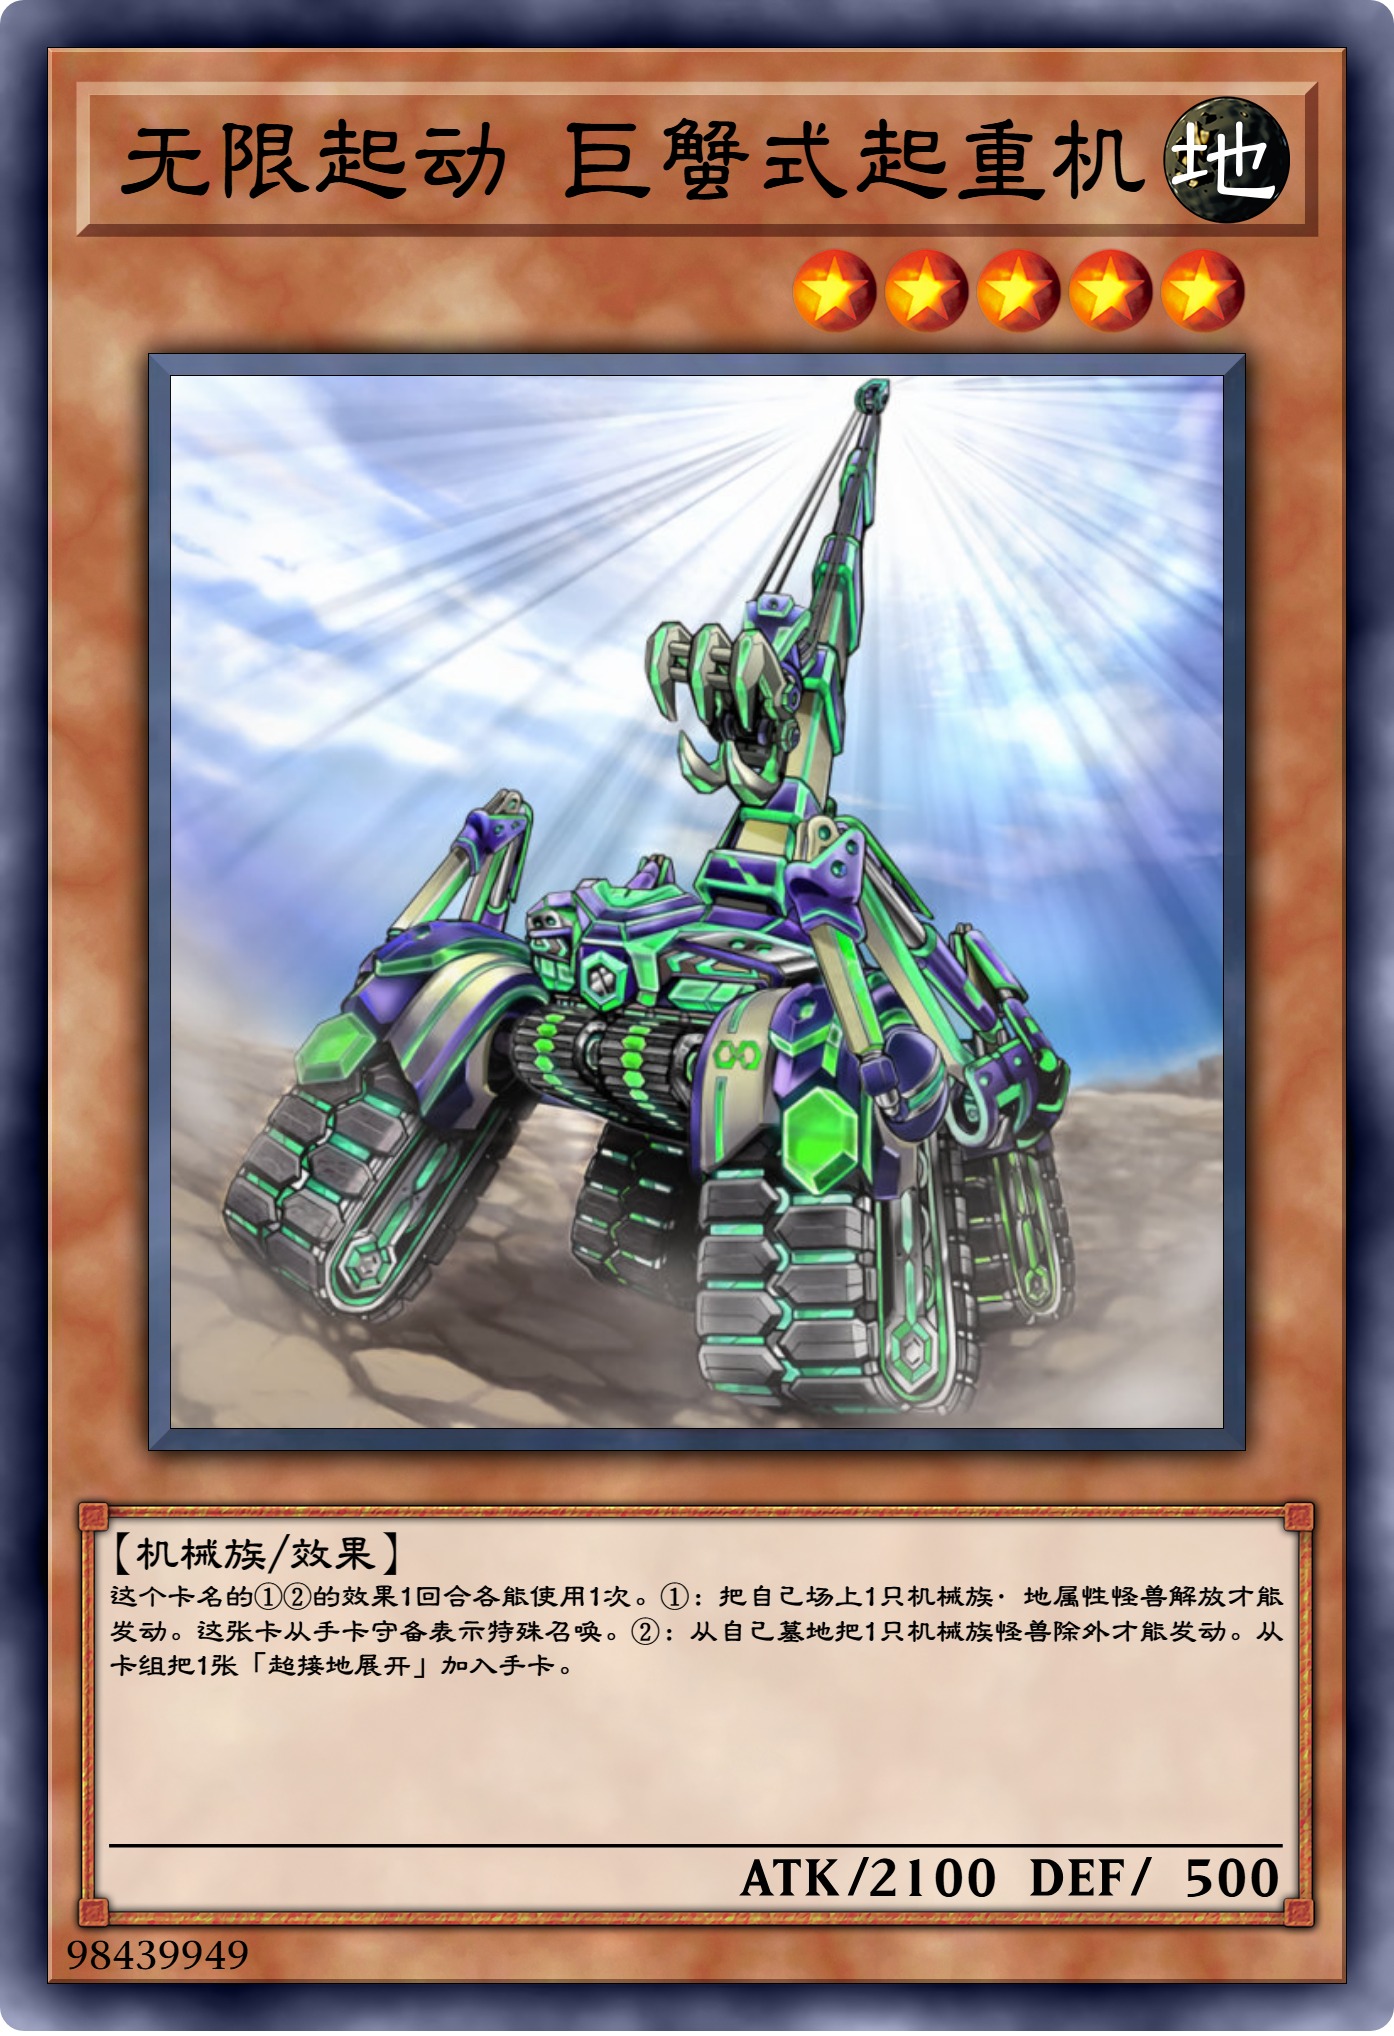 无限起动 巨蟹式起重机
地
【机械族/效果】
这个卡名的①②的效果1回合各能使用1次。①：把自己场上1只机械族·地属性怪兽解放才能
发动。这张卡从手卡守备表示特殊召唤。②：从自己墓地把1只机械族怪兽除外才能发动。从
卡组把1张「超接地展开」加入手卡。
ATK/2100 DEF/ 500
98439949